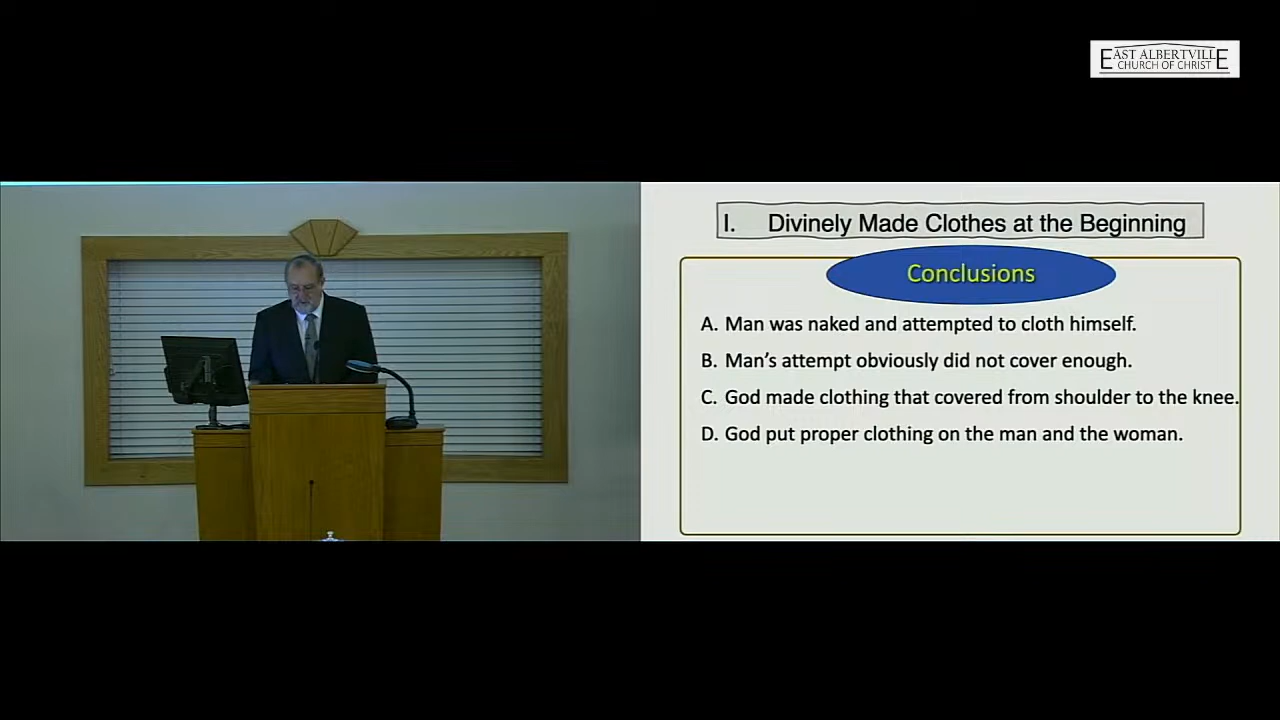 EAST ALBERTVILLE
CHURCH OF CHRIST
I. Divinely Made Clothes at the Beginning
Conclusions
A. Man was naked and attempted to cloth himself.
B. Man's attempt obviously did not cover enough.
C. God made clothing that covered from shoulder to the knee.
D. God put proper clothing on the man and the woman.